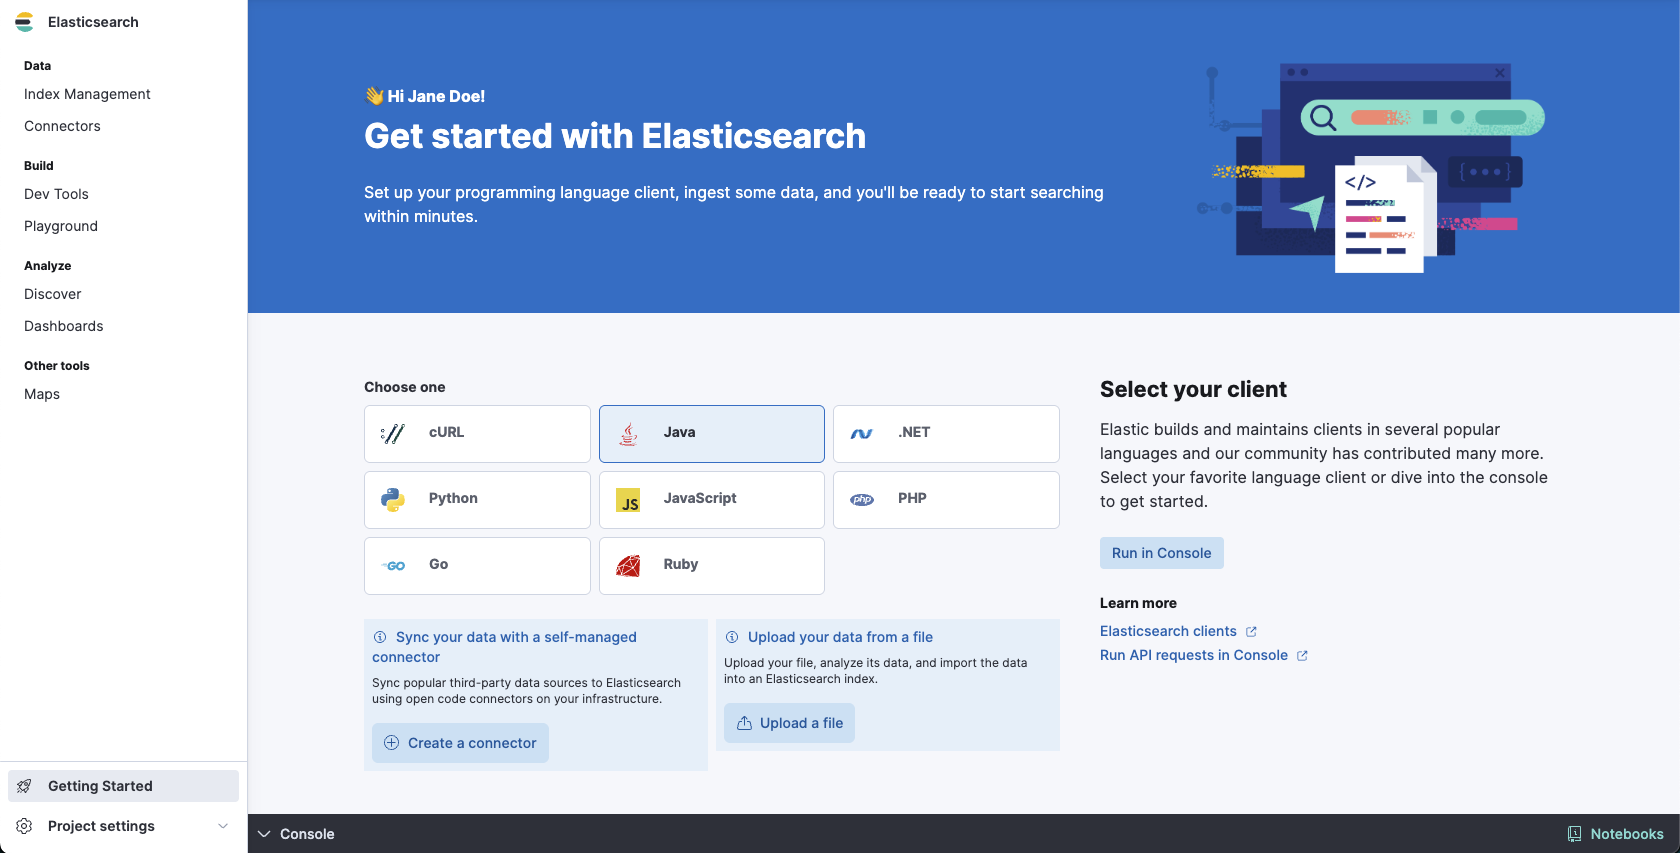 Elasticsearch
Data
Index Management
Connectors
Build
Dev Tools
Playground
Analyze
Discover
Dashboards
Other tools
Maps
Getting Started
Project settings
👋 Hi Jane Doe!
Get started with Elasticsearch
Set up your programming language client, ingest some data, and you'll be ready to start searching
within minutes.
</>
{•••}
Choose one
cURL
Java
.NET
Python
JS
JavaScript
php
PHP
GO
Go
Ruby
Sync your data with a self-managed
connector
Sync popular third-party data sources to Elasticsearch
using open code connectors on your infrastructure.
Create a connector
Upload your data from a file
Upload your file, analyze its data, and import the data
into an Elasticsearch index.
Upload a file
Select your client
Elastic builds and maintains clients in several popular
languages and our community has contributed many more.
Select your favorite language client or dive into the console
to get started.
Run in Console
Learn more
Elasticsearch clients
Run API requests in Console
Console
Notebooks